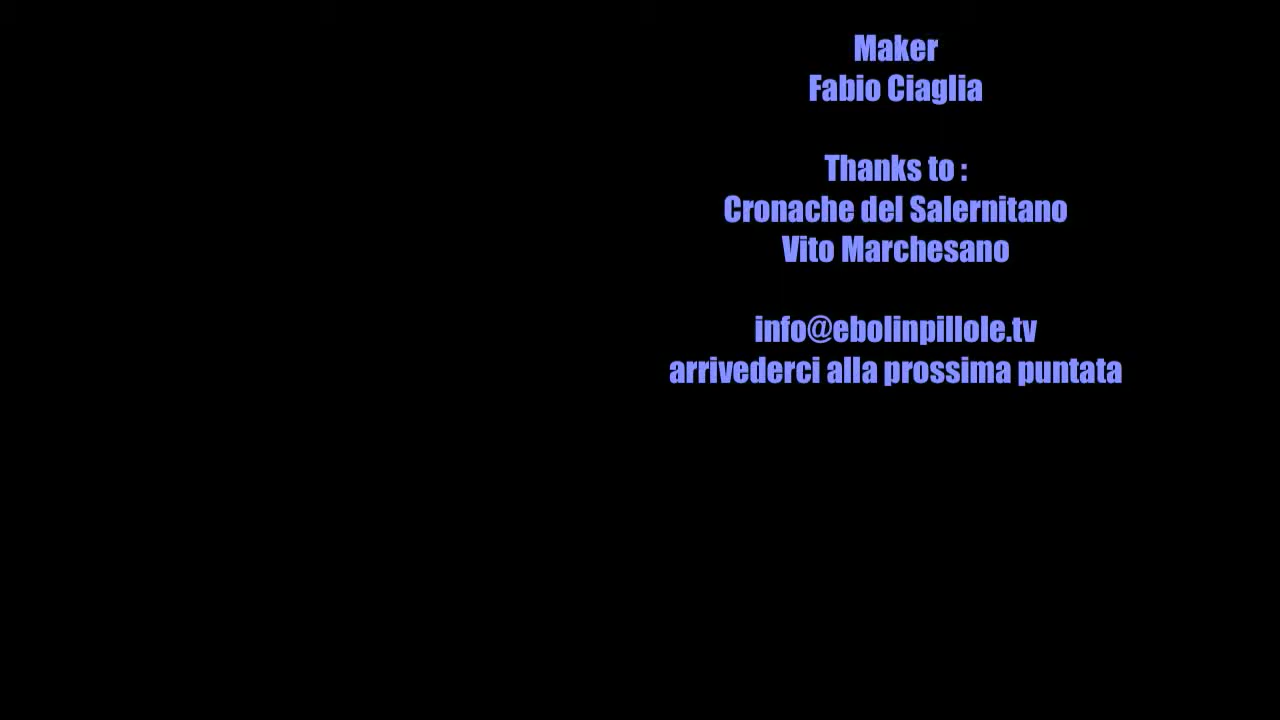 Maker
Fabio Ciaglia
Thanks to :
Cronache del Salernitano
Vito Marchesano
info@ebolinpillole.tv
arrivederci alla prossima puntata